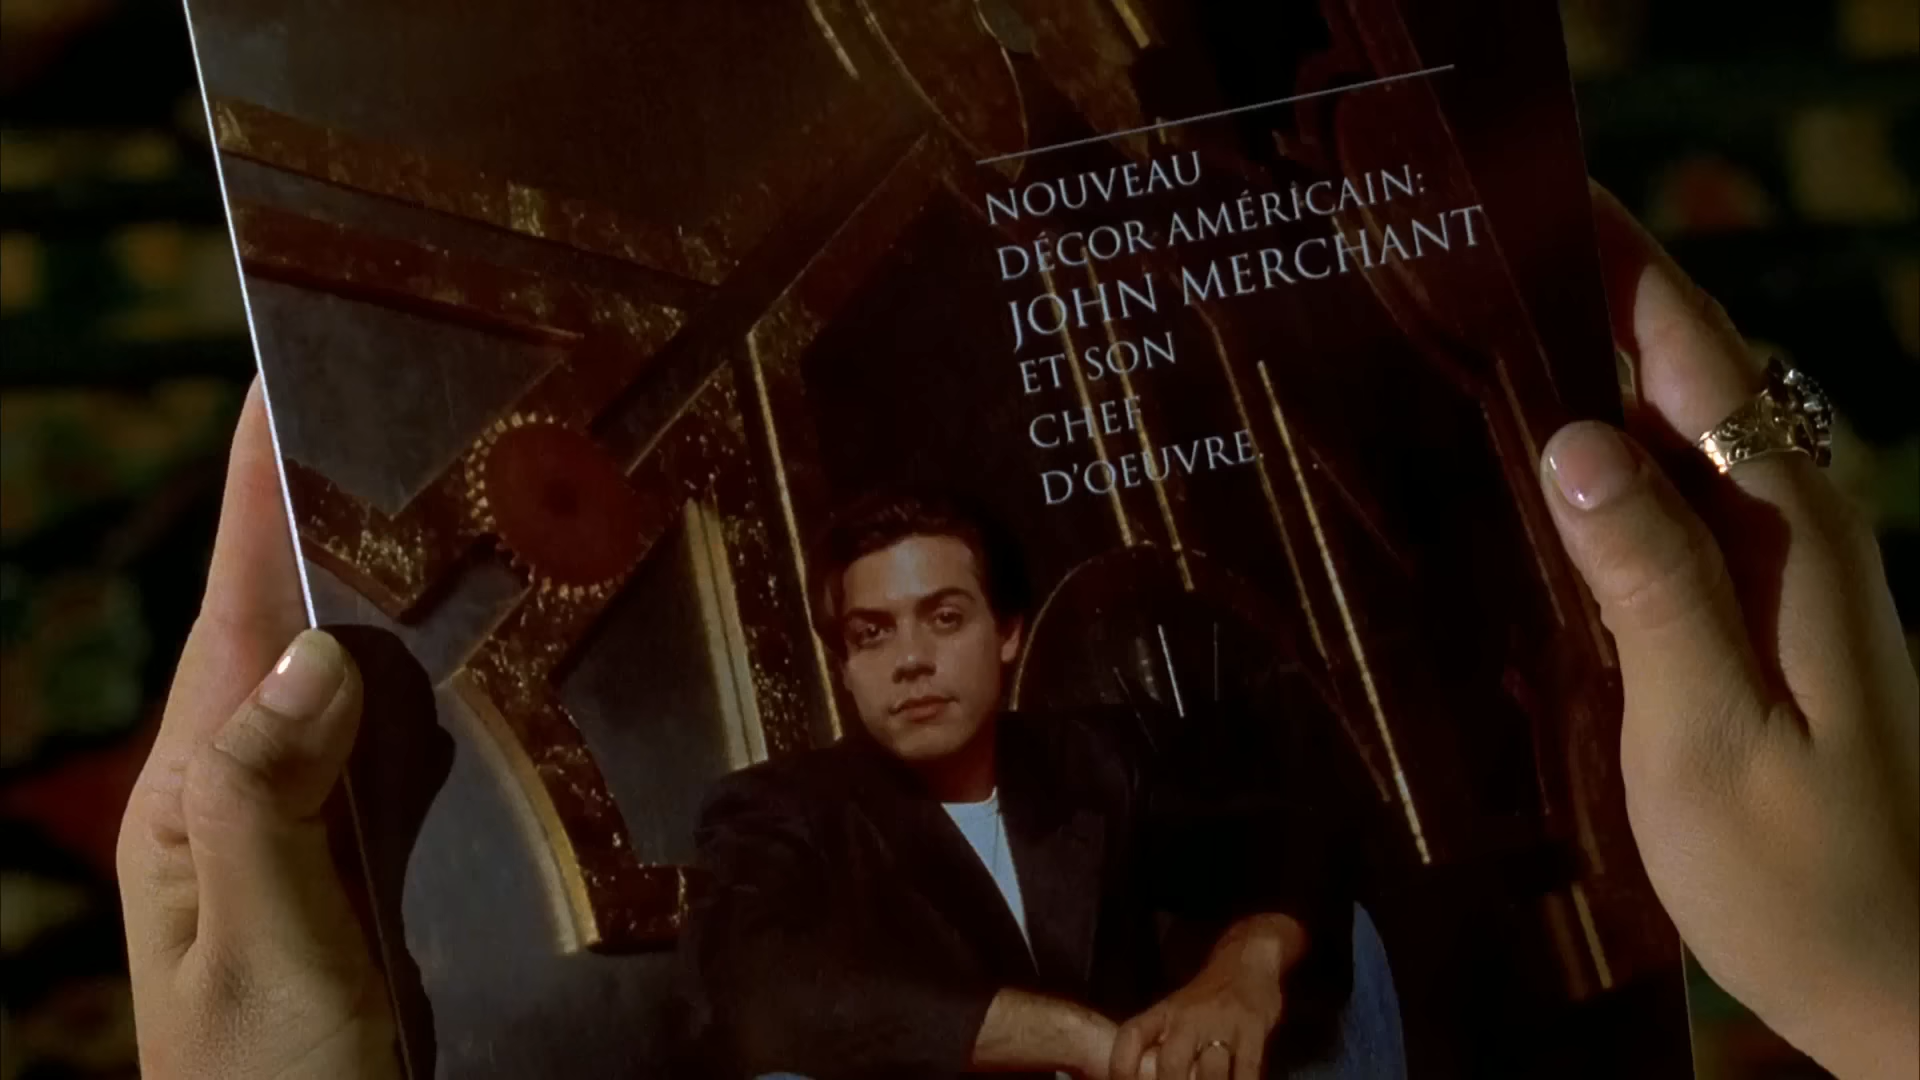 NOUVEAU
DÉCOR AMÉRICAIN:
JOHN MERCHANT
ET SON
CHEF
D'OEUVRE.